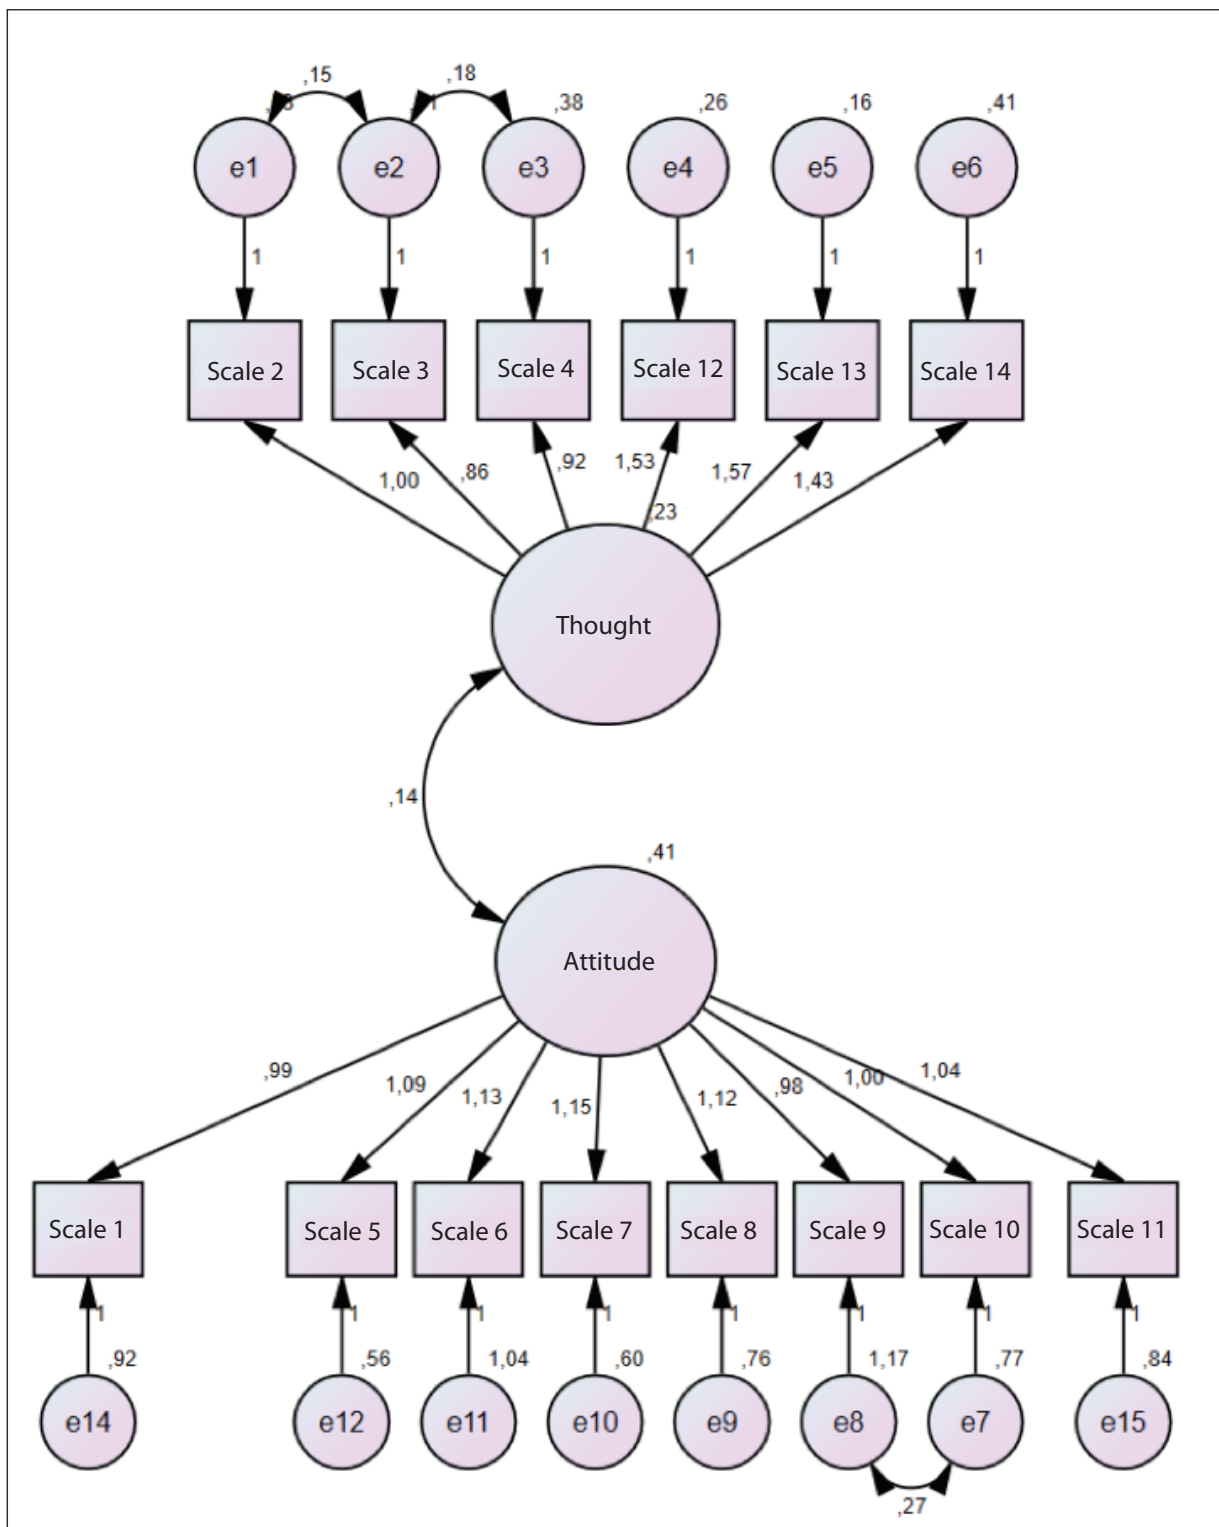 ,15 ,18
,38 ,26 ,16 ,41
e1 e2 e3 e4 e5 e6
1 1 1 1 1 1
Scale 2 Scale 3 Scale 4 Scale 12 Scale 13 Scale 14
1,00 ,86 ,92 1,53 1,57 1,43
,23
Thought
,14
,41
Attitude
,99 1,09 1,13 1,15 1,12 ,98 1,00 1,04
Scale 1 Scale 5 Scale 6 Scale 7 Scale 8 Scale 9 Scale 10 Scale 11
1 1 1 1 1 1 1 1
,92 ,56 1,04 ,60 ,76 1,17 ,77 ,84
e14 e12 e11 e10 e9 e8 e7 e15
,27